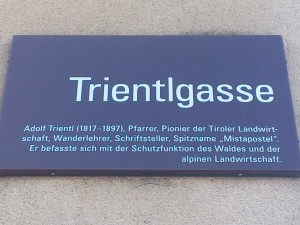 Trientlgasse
Adolf Trientl (1817–1897), Pfarrer, Pionier der Tiroler Landwirt-
schaft, Wanderlehrer, Schriftsteller, Spitzname „Mistapostel“.
Er befasste sich mit der Schutzfunktion des Waldes und der
alpinen Landwirtschaft.